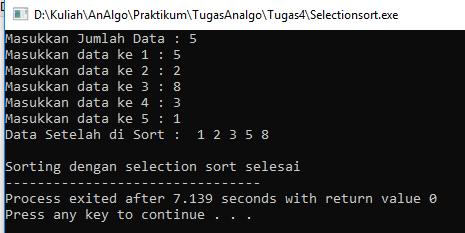 D:\Kuliah\AnAlgo\Praktikum\TugasAnalgo\Tugas4\Selectionsort.exe
Masukkan Jumlah Data : 5
Masukkan data ke 1 : 5
Masukkan data ke 2 : 2
Masukkan data ke 3 : 8
Masukkan data ke 4 : 3
Masukkan data ke 5 : 1
Data Setelah di Sort :  1 2 3 5 8
Sorting dengan selection sort selesai
--------------------------------
Process exited after 7.139 seconds with return value 0
Press any key to continue . . .